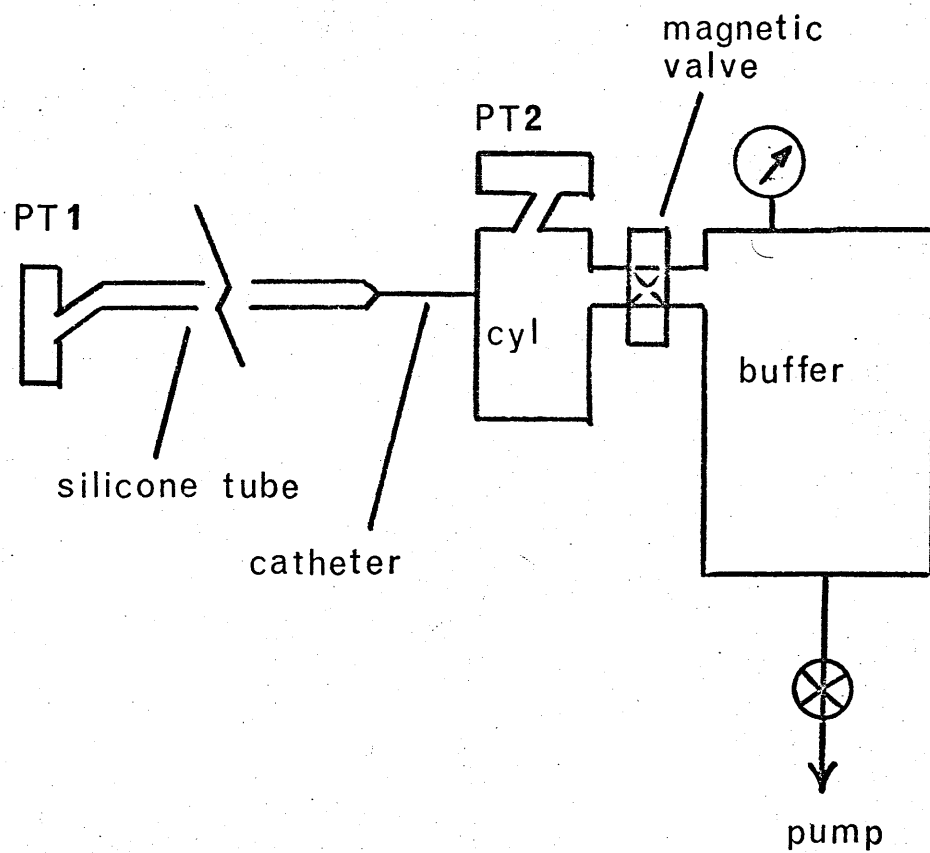 magnetic
valve
PT2
PT1
cyl
buffer
silicone tube
catheter
pump